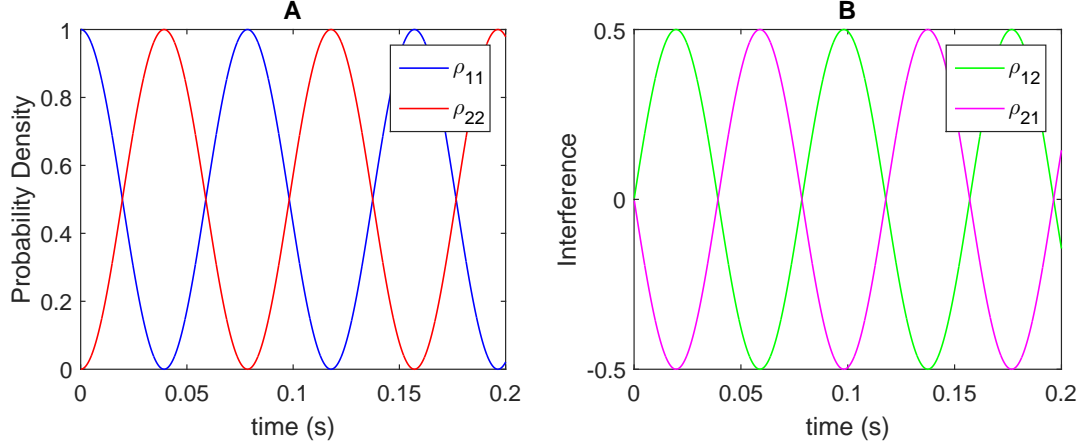 A
Probability Density
1
0.8
0.6
0.4
0.2
0
0 0.05 0.1 0.15 0.2
time (s)
ρ11
ρ22
B
Interference
0.5
0
-0.5
0 0.05 0.1 0.15 0.2
time (s)
ρ12
ρ21